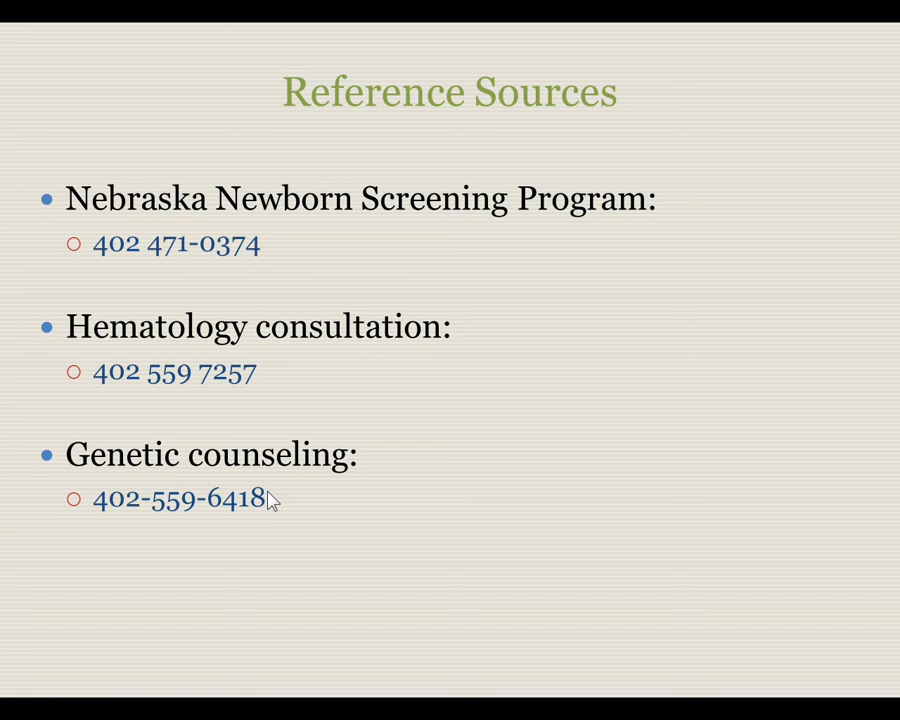 Reference Sources
Nebraska Newborn Screening Program:
402 471-0374
Hematology consultation:
402 559 7257
Genetic counseling:
402-559-6418